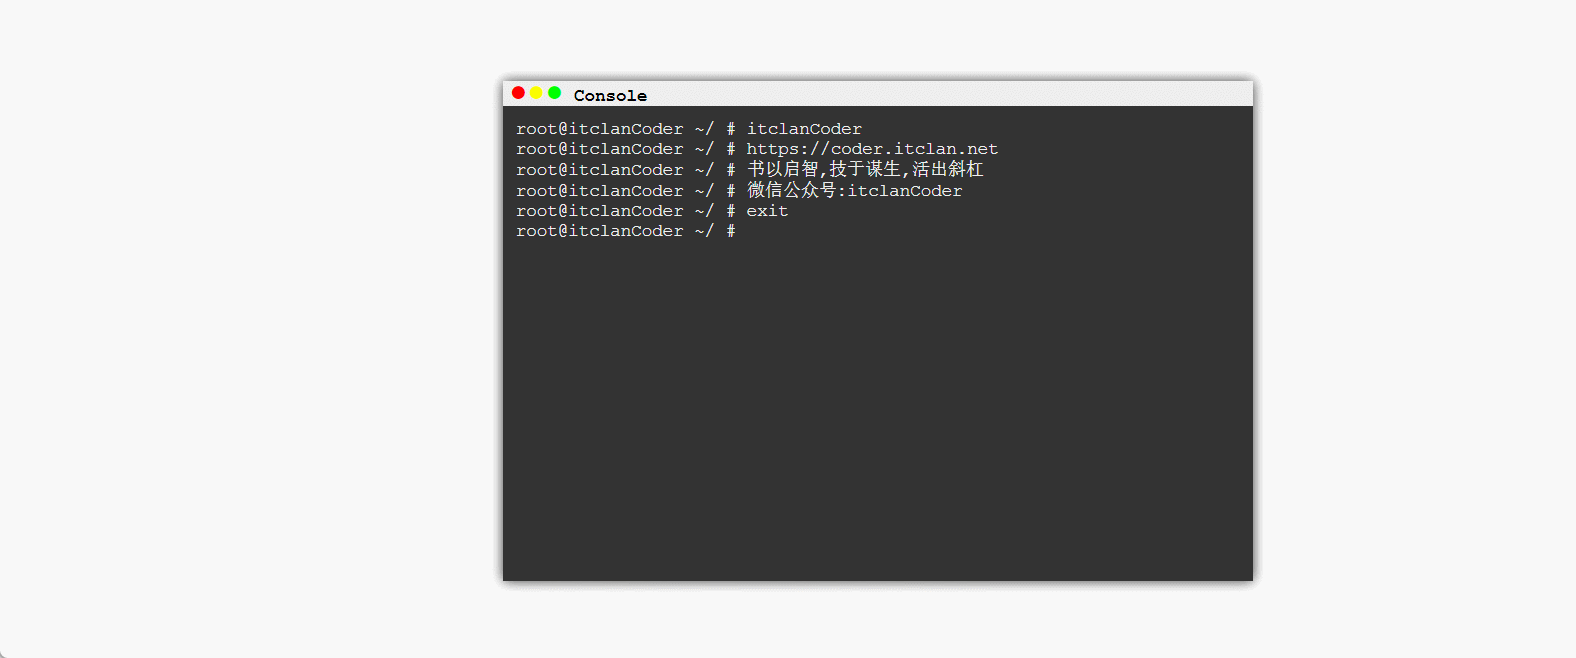 Console
root@itclanCoder ~/ # itclanCoder
root@itclanCoder ~/ # https://coder.itclan.net
root@itclanCoder ~/ # 书以启智,技于谋生,活出斜杠
root@itclanCoder ~/ # 微信公众号:itclanCoder
root@itclanCoder ~/ # exit
root@itclanCoder ~/ #